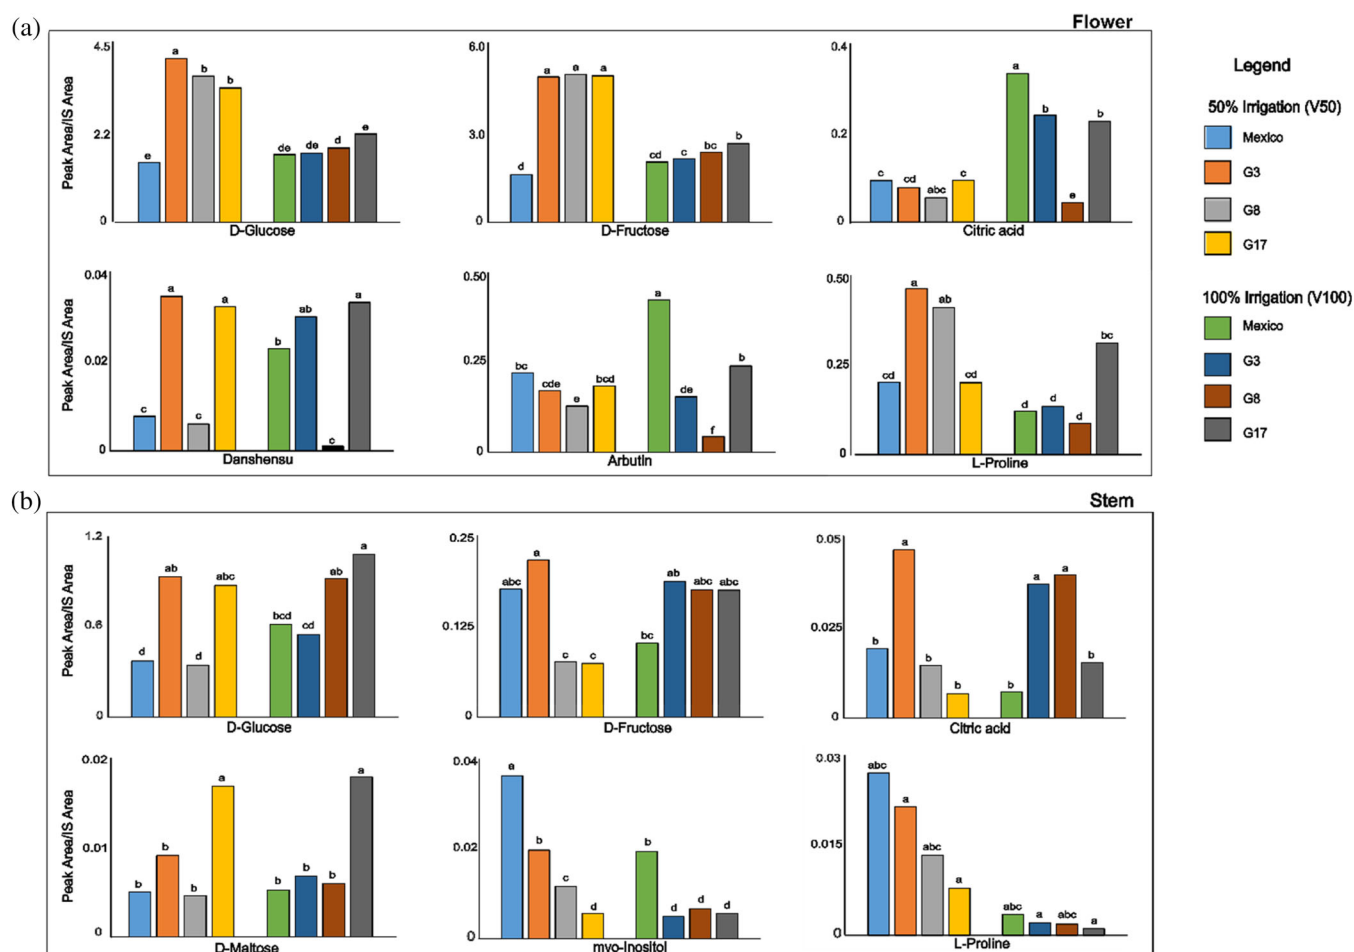 (a)
Flower
Peak Area/IS Area
4.5
2.2
0
e
a
b
b
de
de
d
e
D-Glucose
6.0
3.0
0
d
a
a
a
cd
c
bc
b
D-Fructose
0.4
0.2
0
c
cd
abc
c
a
b
e
b
Citric acid
Peak Area/IS Area
0.04
0.02
0
c
a
c
a
b
ab
c
a
Danshensu
0.50
0.25
0
bc
cde
e
bcd
a
de
f
b
Arbutin
0.50
0.25
0
cd
a
ab
cd
d
d
d
bc
L-Proline
Legend
50% Irrigation (V50)
Mexico
G3
G8
G17
100% Irrigation (V100)
Mexico
G3
G8
G17
(b)
Stem
Peak Area/IS Area
1.2
0.6
0
d
ab
d
abc
bcd
cd
ab
a
D-Glucose
0.25
0.125
0
abc
a
c
c
bc
ab
abc
abc
D-Fructose
0.05
0.025
0
b
a
b
b
b
a
a
b
Citric acid
Peak Area/IS Area
0.02
0.01
0
b
b
b
a
b
b
b
a
D-Maltose
0.04
0.02
0
a
b
c
d
b
d
d
d
myo-Inositol
0.03
0.015
0
abc
a
abc
a
abc
a
abc
a
L-Proline